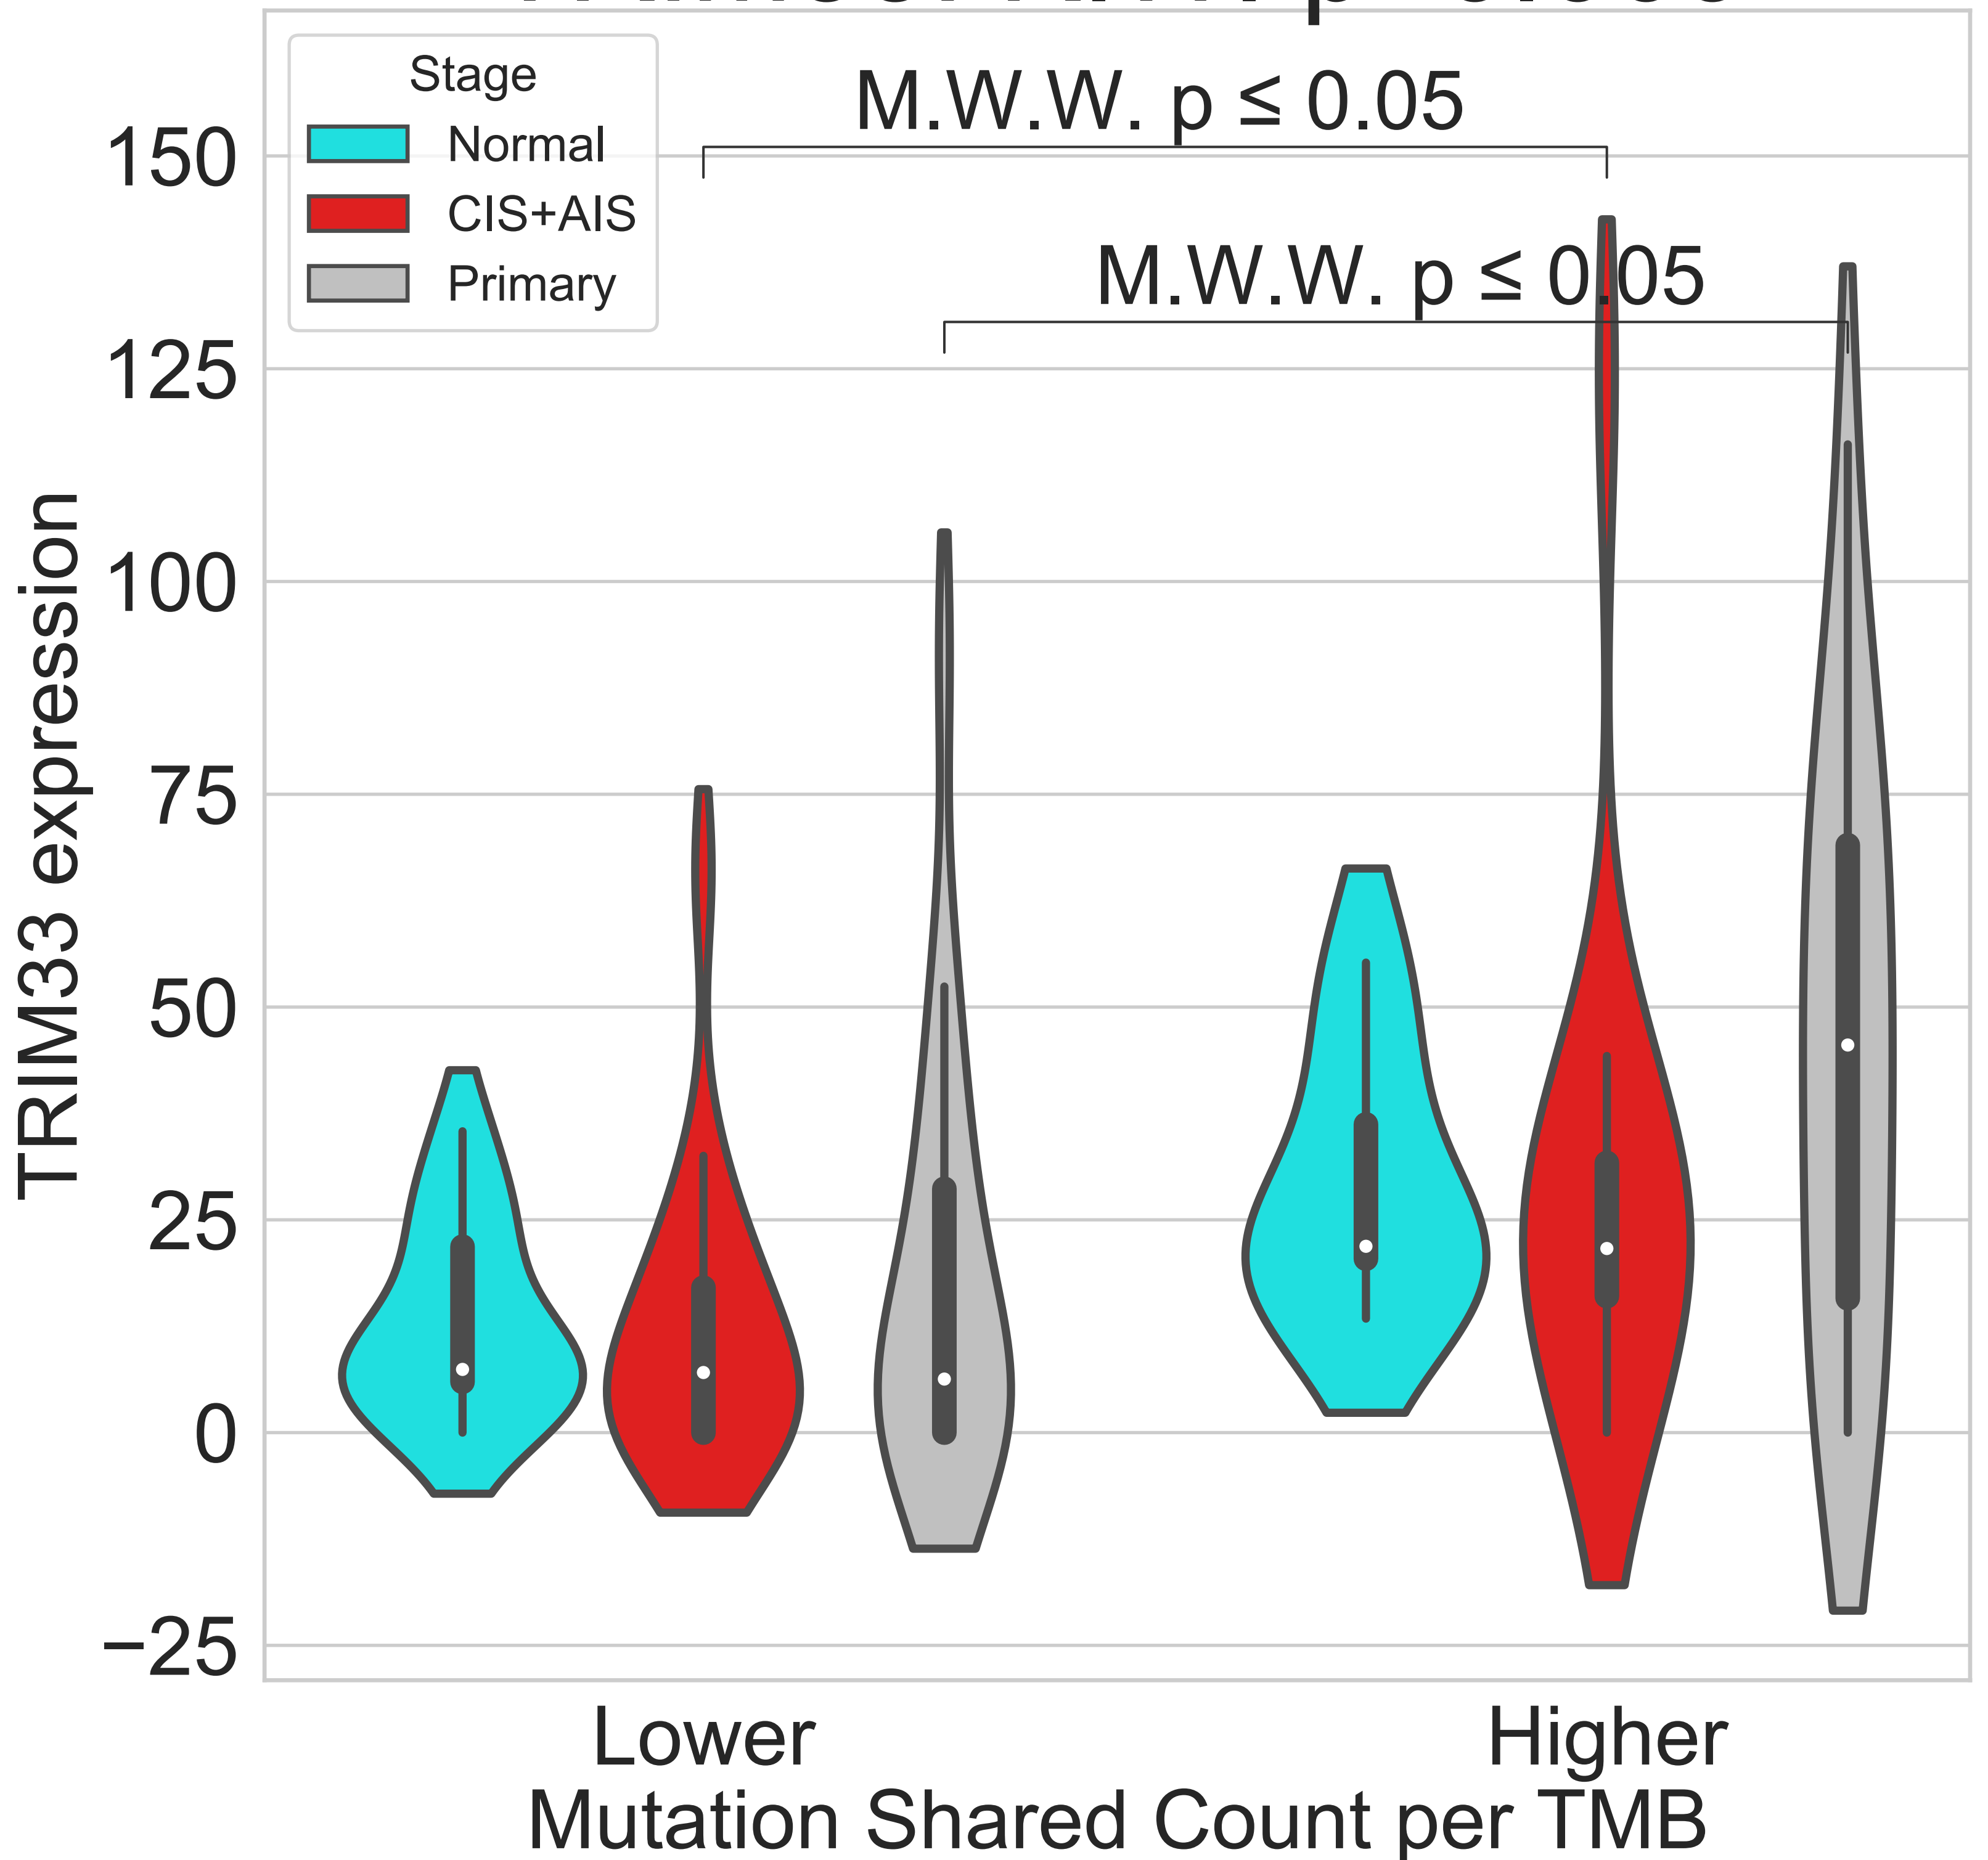 Stage
Normal
CIS+AIS
Primary
M.W.W. p ≤ 0.05
M.W.W. p ≤ 0.05
150
125
100
75
50
25
0
−25
TRIM33 expression
Lower
Higher
Mutation Shared Count per TMB